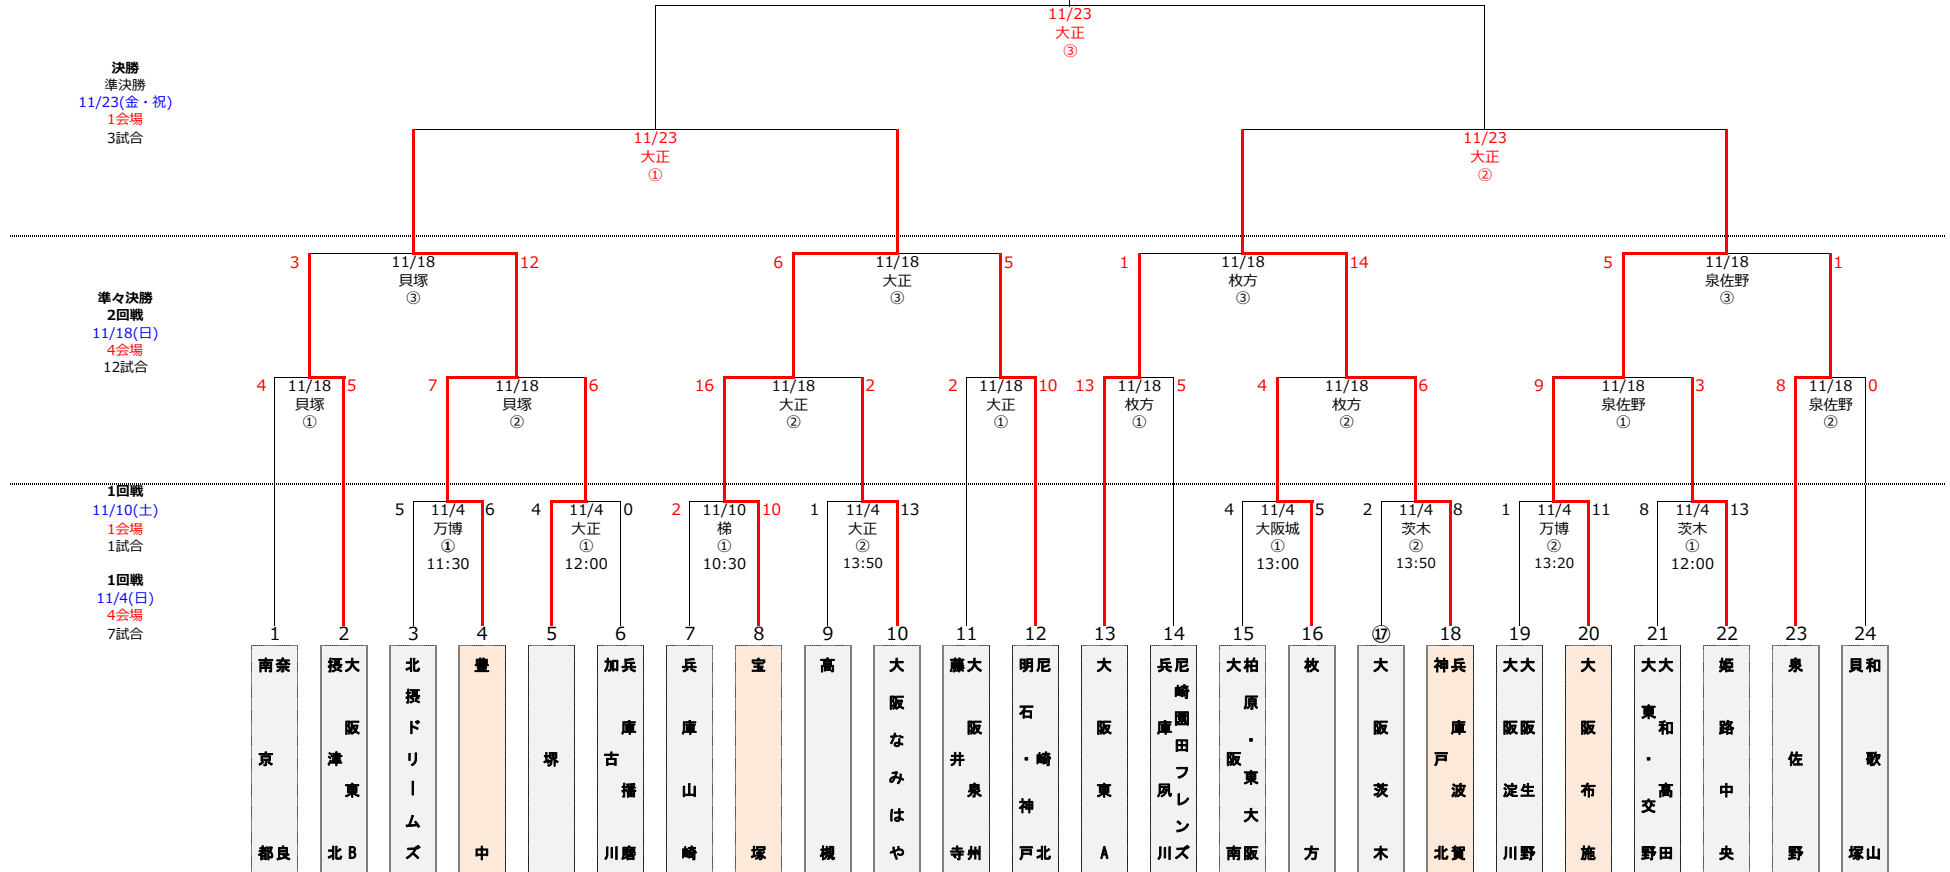 11/23
大正
③
決勝
準決勝
11/23(金・祝)
1会場
3試合
11/23
大正
①
11/23
大正
②
3 11/18 12
貝塚
③
6 11/18 5
大正
③
1 11/18 14
枚方
③
5 11/18 1
泉佐野
③
準々決勝
2回戦
11/18(日)
4会場
12試合
4 11/18 5
貝塚
①
7 11/18 6
貝塚
②
16 11/18 2
大正
②
2 11/18 10
大正
①
13 11/18 5
枚方
①
4 11/18 6
枚方
②
9 11/18 3
泉佐野
①
8 11/18 0
泉佐野
②
1回戦
11/10(土)
1会場
1試合
1回戦
11/4(日)
4会場
7試合
5 11/4 6
万博
①
11:30
4 11/4 0
大正
①
12:00
2 11/10 10
梯
①
10:30
1 11/4 13
大正
②
13:50
4 11/4 5
大阪城
①
13:00
2 11/4 8
茨木
②
13:50
1 11/4 11
万博
②
13:20
8 11/4 13
茨木
①
12:00
1 2 3 4 5 6 7 8 9 10 11 12 13 14 15 16 ⑰ 18 19 20 21 22 23 24
奈良
南京都
大阪東B
摂津北
北摂ドリームズ
豊中
堺
兵庫播磨
加古川
兵庫山崎
宝塚
高槻
大阪なみはや
大阪泉州
藤井寺
尼崎北
明石・神戸
大阪東A
尼崎園田フレンズ
兵庫夙川
柏原・東大阪
大阪南
枚方
大阪茨木
兵庫波賀
神戸北
大阪生野
大阪淀川
大阪布施
大和高田
大東・交野
姫路中央
泉佐野
和歌山
貝塚